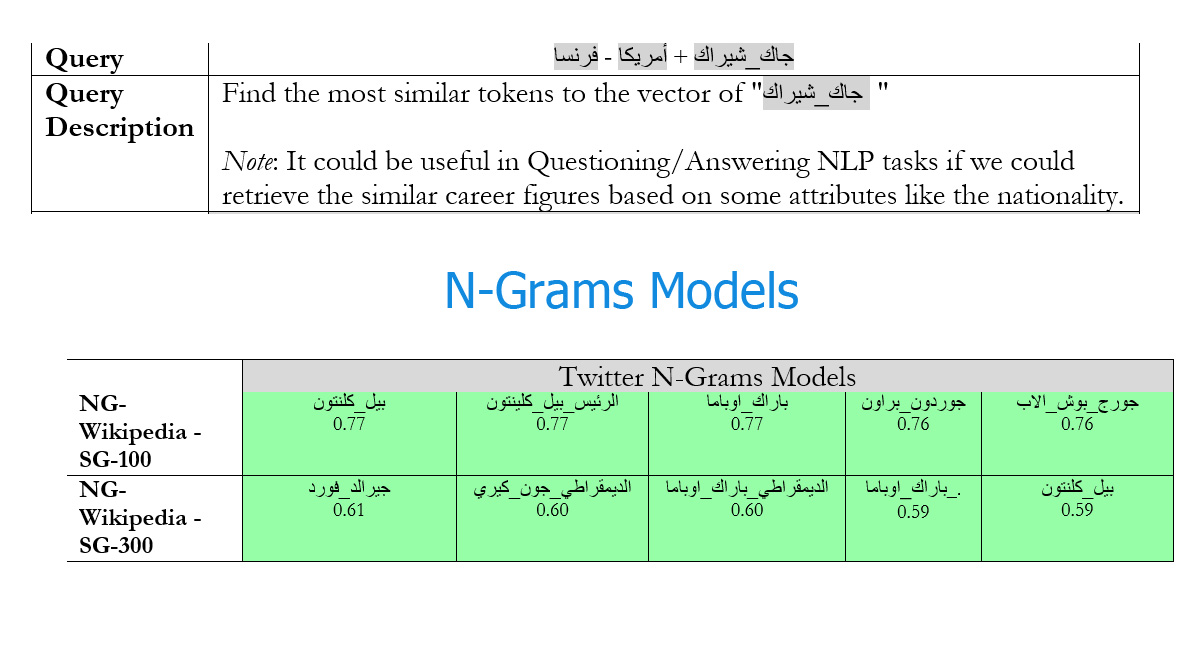 Query
جاك_شيراك + أمريكا - فرنسا
Query
Description
Find the most similar tokens to the vector of "جاك_شيراك "
Note: It could be useful in Questioning/Answering NLP tasks if we could
retrieve the similar career figures based on some attributes like the nationality.
N-Grams Models
Twitter N-Grams Models
NG-
Wikipedia -
SG-100
بيل_كلنتون
0.77
الرئيس_بيل_كلينتون
0.77
باراك_اوباما
0.77
جوردون_براون
0.76
جورج_بوش_الاب
0.76
NG-
Wikipedia -
SG-300
جيرالد_فورد
0.61
الديمقراطي_جون_كيري
0.60
الديمقراطي_باراك_اوباما
0.60
._باراك_اوباما
0.59
بيل_كلنتون
0.59